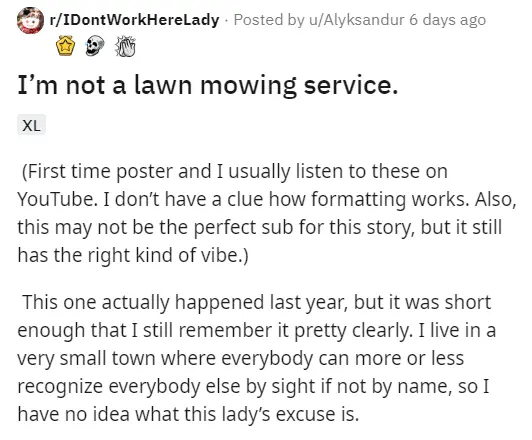 r/IDontWorkHereLady · Posted by u/Alyksandur 6 days ago
I’m not a lawn mowing service.
XL
(First time poster and I usually listen to these on
YouTube. I don’t have a clue how formatting works. Also,
this may not be the perfect sub for this story, but it still
has the right kind of vibe.)
This one actually happened last year, but it was short
enough that I still remember it pretty clearly. I live in a
very small town where everybody can more or less
recognize everybody else by sight if not by name, so I
have no idea what this lady’s excuse is.